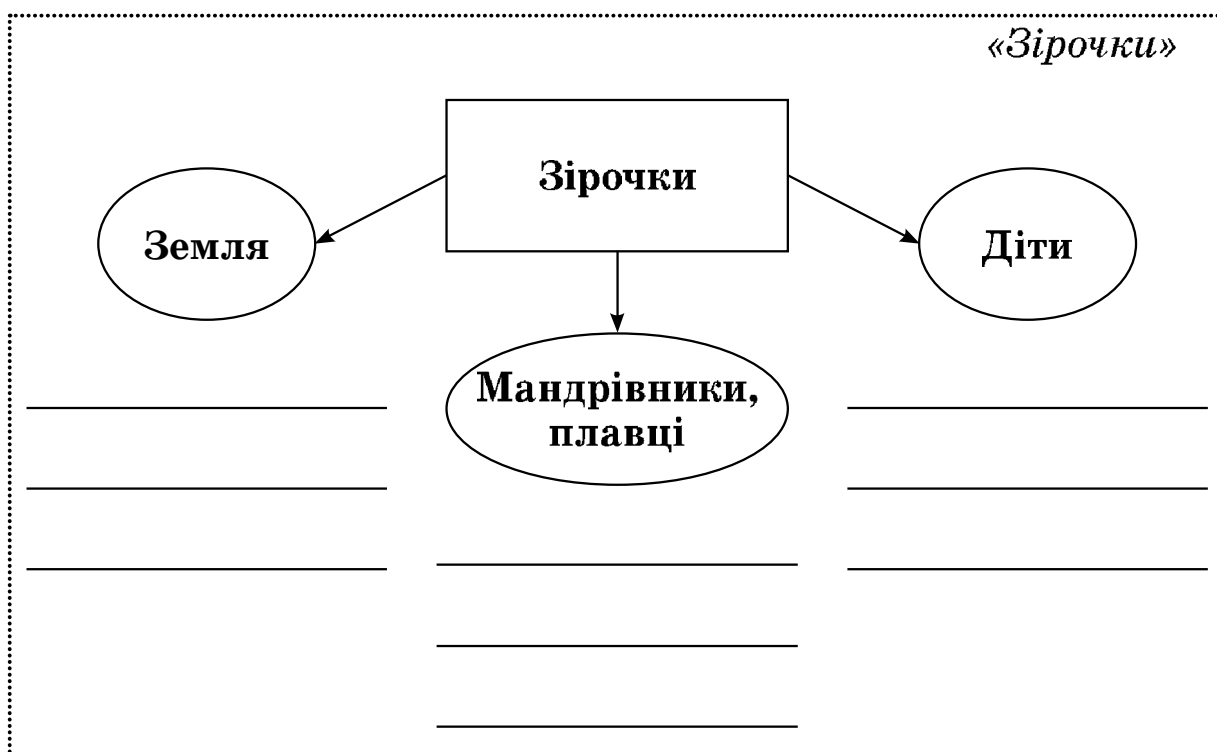 «Зірочки»
Зірочки
Земля
Діти
Мандрівники,
плавці